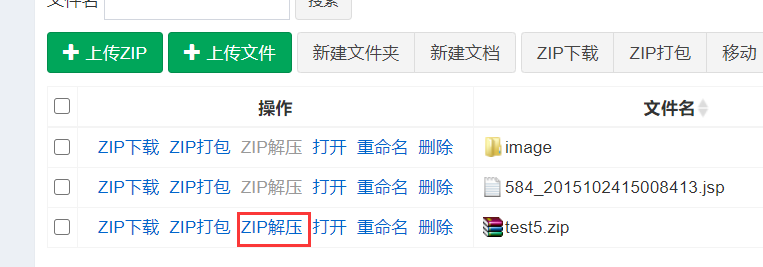 文件名 搜索
上传ZIP 上传文件 新建文件夹 新建文档 ZIP下载 ZIP打包 移动
操作 文件名
ZIP下载 ZIP打包 ZIP解压 打开 重命名 删除 image
ZIP下载 ZIP打包 ZIP解压 打开 重命名 删除 584_2015102415008413.jsp
ZIP下载 ZIP打包 ZIP解压 打开 重命名 删除 test5.zip